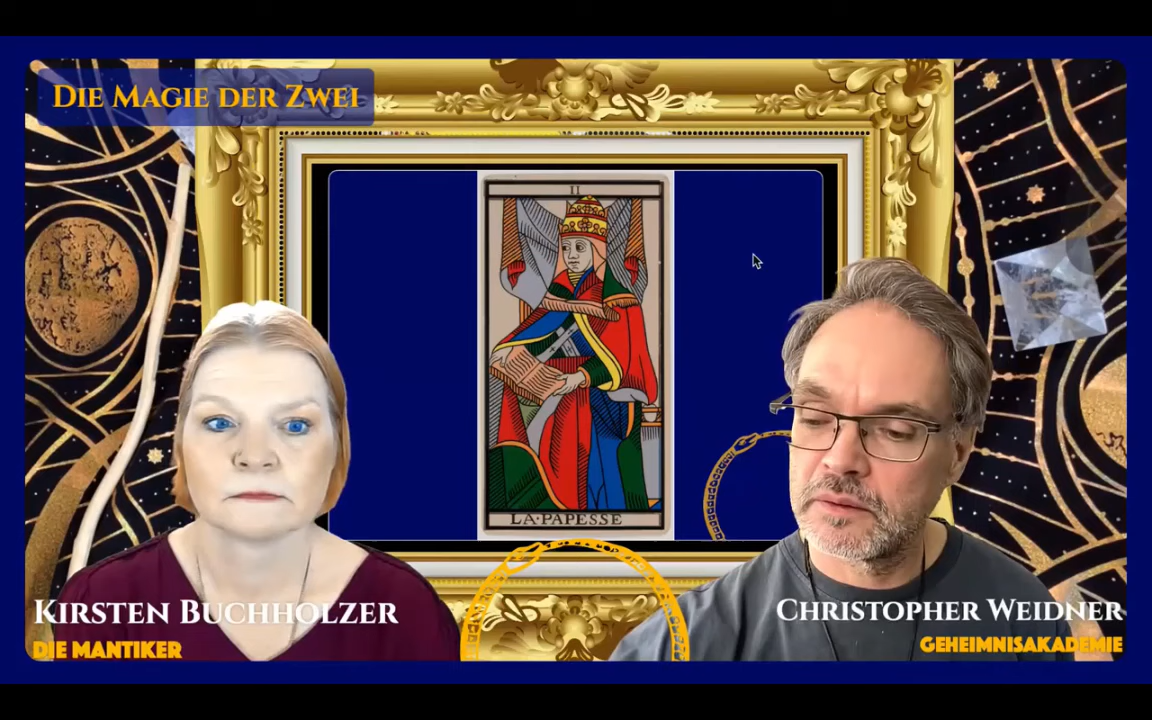 DIE MAGIE DER ZWEI
II
LA·PAPESSE
KIRSTEN BUCHHOLZER
DIE MANTIKER
CHRISTOPHER WEIDNER
GEHEIMNISAKADEMIE